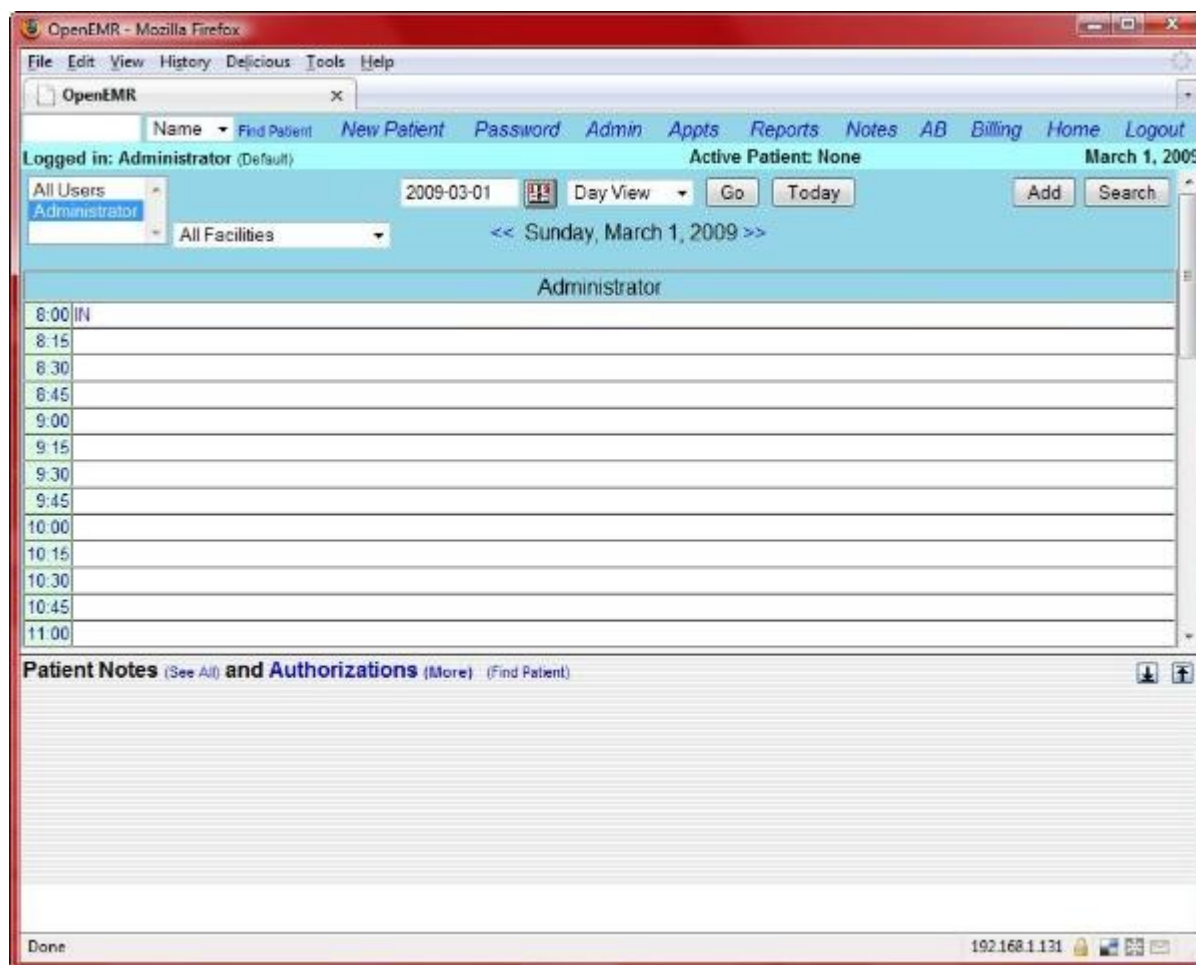 OpenEMR - Mozilla Firefox
File Edit View History Delicious Tools Help
OpenEMR
Name Find Patient New Patient Password Admin Appts Reports Notes AB Billing Home Logout
Logged in: Administrator (Default) Active Patient: None March 1, 2009
All Users 2009-03-01 Day View Go Today Add Search
Administrator
All Facilities << Sunday, March 1, 2009 >>
Administrator
8:00 IN
8:15
8:30
8:45
9:00
9:15
9:30
9:45
10:00
10:15
10:30
10:45
11:00
Patient Notes (See All) and Authorizations (More) (Find Patient)
Done 192.168.1.131